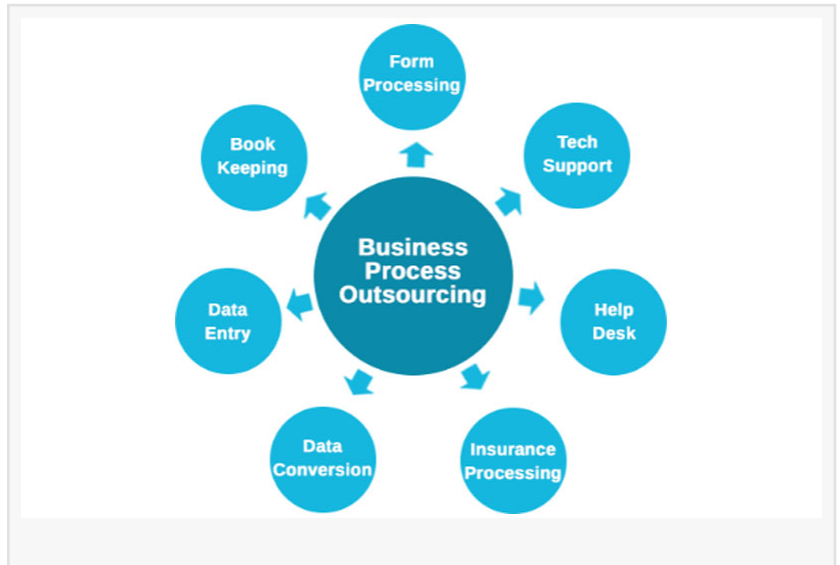 Form
Processing
Tech
Support
Help
Desk
Insurance
Processing
Data
Conversion
Data
Entry
Book
Keeping
Business
Process
Outsourcing